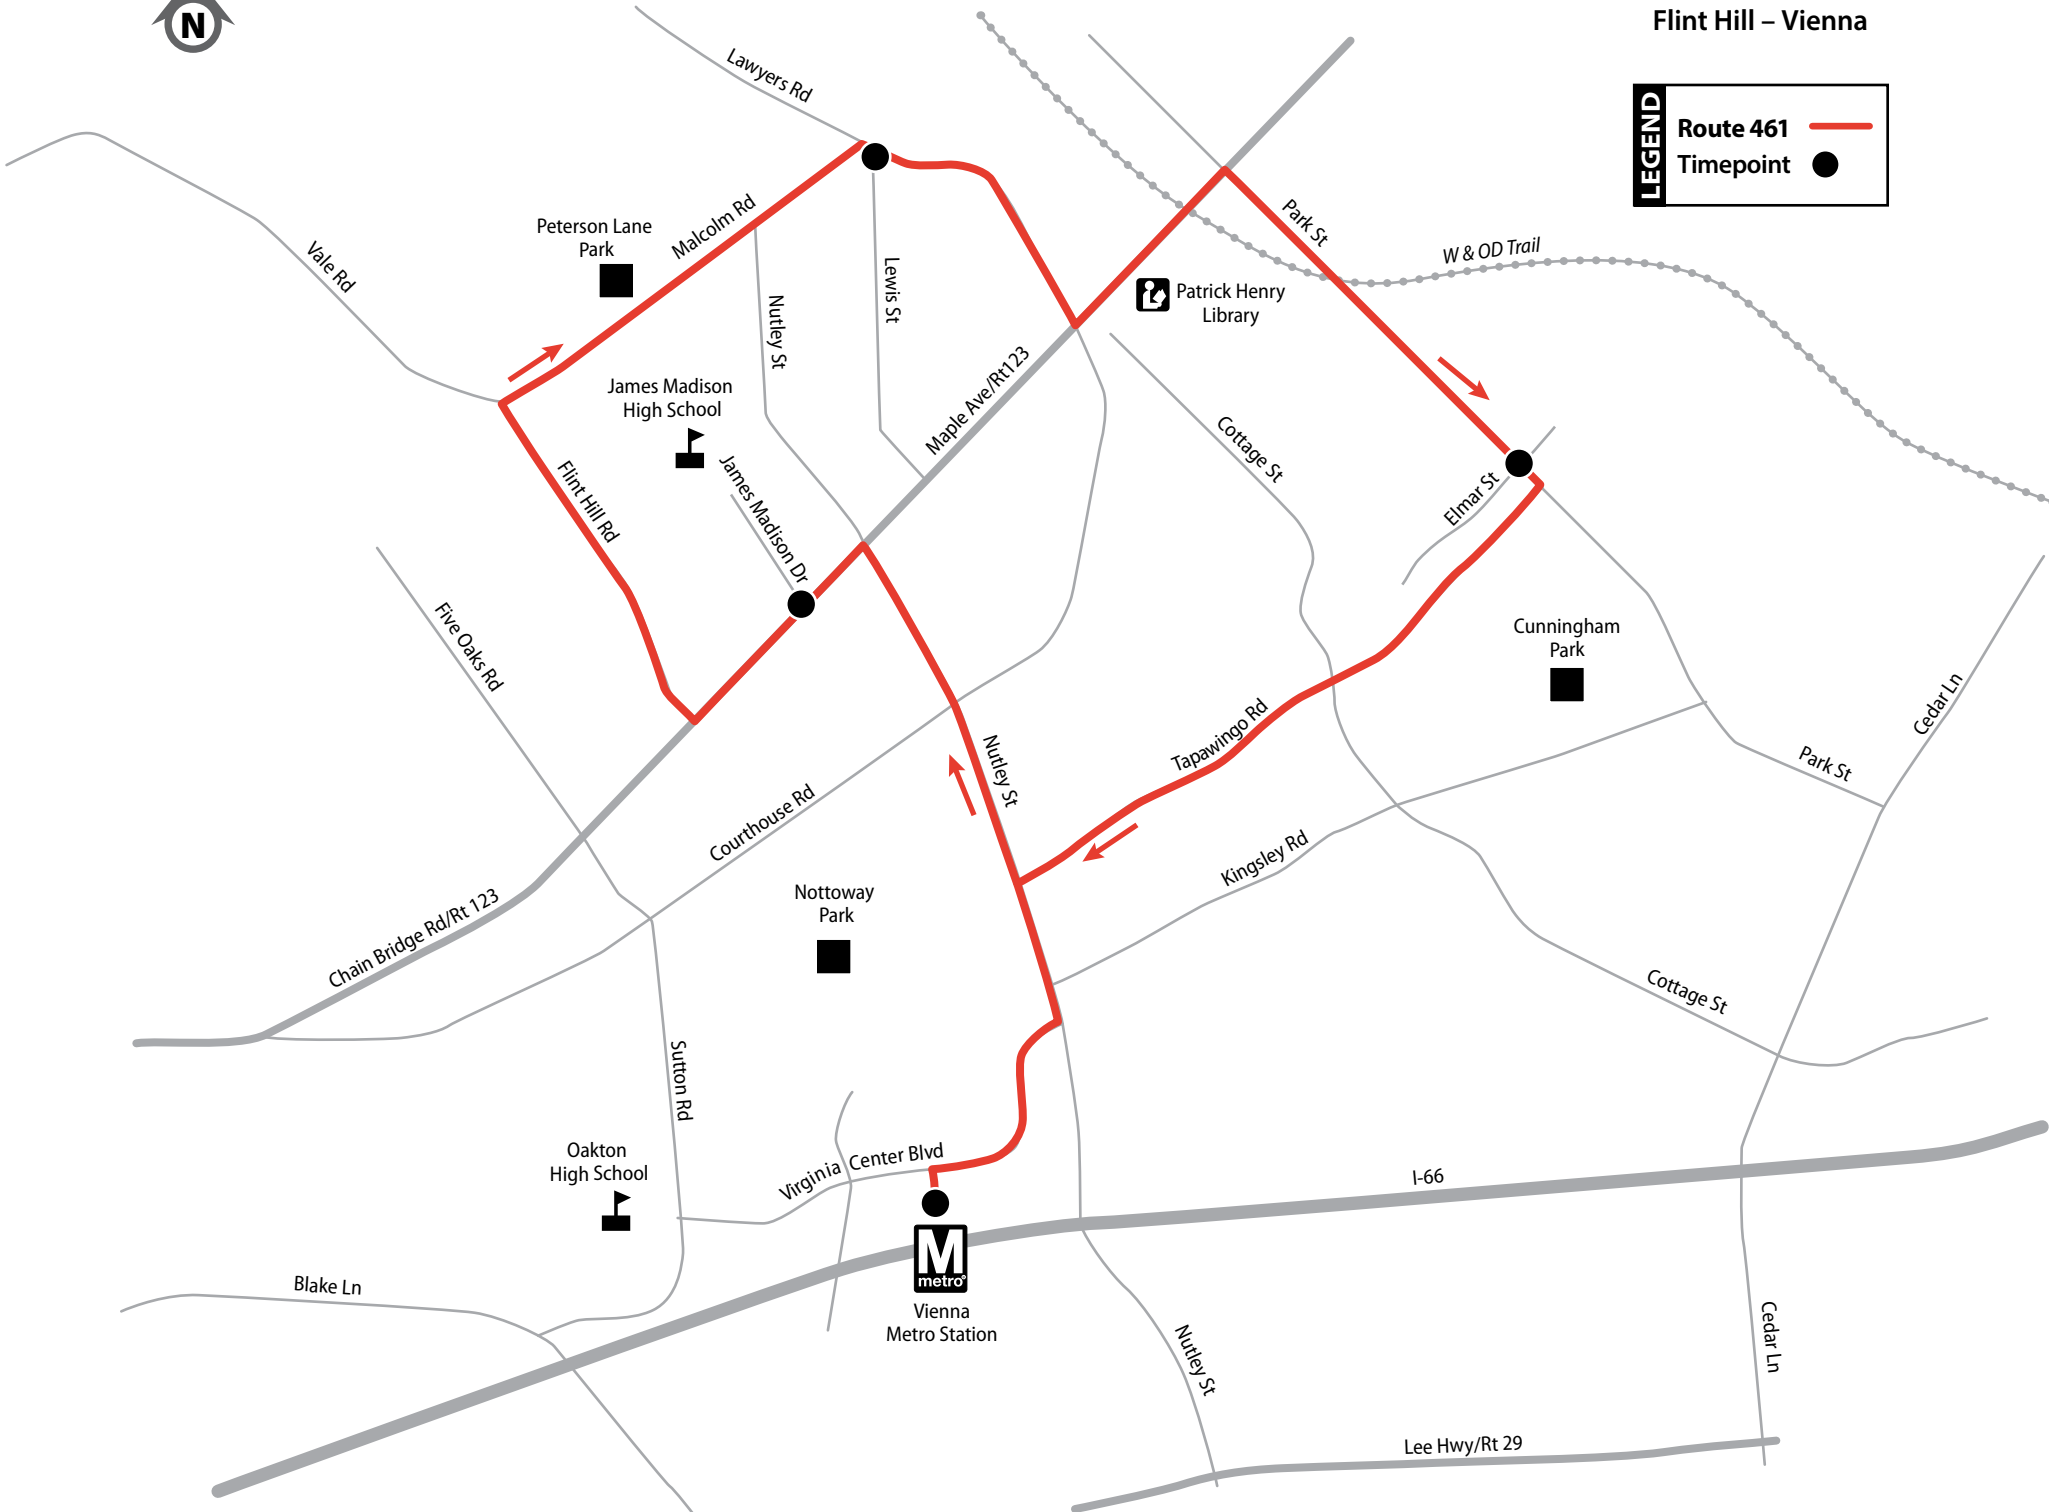 N
Flint Hill – Vienna
LEGEND
Route 461
Timepoint
Lawyers Rd
Park St
W & OD Trail
Malcolm Rd
Peterson Lane
Park
Vale Rd
Lewis St
Nutley St
Patrick Henry
Library
Maple Ave/Rt123
James Madison
High School
James Madison Dr
Flint Hill Rd
Cottage St
Elmar St
Five Oaks Rd
Cunningham
Park
Cedar Ln
Tapawingo Rd
Nutley St
Park St
Courthouse Rd
Kingsley Rd
Nottoway
Park
Chain Bridge Rd/Rt 123
Cottage St
Sutton Rd
Oakton
High School
Virginia Center Blvd
I-66
M
metro
Vienna
Metro Station
Blake Ln
Nutley St
Cedar Ln
Lee Hwy/Rt 29